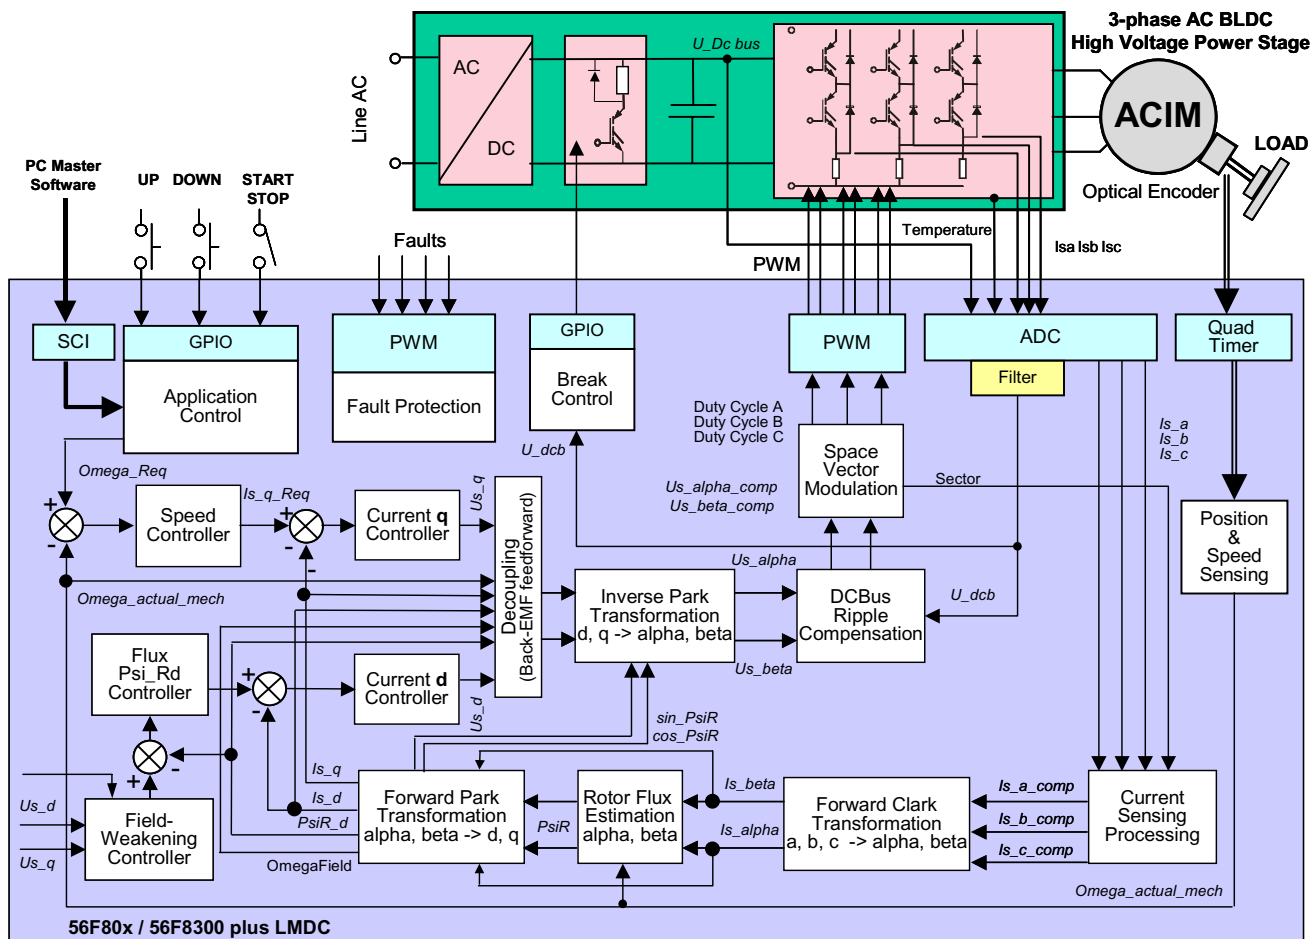 3-phase AC BLDC
High Voltage Power Stage
U_Dc bus
AC
DC
Line AC
ACIM
LOAD
Optical Encoder
PC Master
Software
UP
DOWN
START
STOP
Faults
PWM
Temperature
Isa Isb Isc
SCI
GPIO
Application
Control
PWM
Fault Protection
GPIO
Break
Control
PWM
ADC
Filter
Quad
Timer
Duty Cycle A
Duty Cycle B
Duty Cycle C
U_dcb
Is_a
Is_b
Is_c
Omega_Req
Space
Vector
Modulation
Sector
Us_alpha_comp
Us_beta_comp
+
-
Speed
Controller
Is_q_Req
+
-
-
Current q
Controller
Us_q
Decoupling
(Back-EMF feedforward)
Position
&
Speed
Sensing
Omega_actual_mech
Inverse Park
Transformation
d, q -> alpha, beta
Us_alpha
Us_beta
DCBus
Ripple
Compensation
U_dcb
Flux
Psi_Rd
Controller
+
-
Current d
Controller
Us_d
sin_PsiR
cos_PsiR
-
+
Us_d
Us_q
Field-
Weakening
Controller
Is_q
Is_d
PsiR_d
OmegaField
Forward Park
Transformation
alpha, beta -> d, q
PsiR
Rotor Flux
Estimation
alpha, beta
Is_beta
Is_alpha
Forward Clark
Transformation
a, b, c -> alpha, beta
Is_a_comp
Is_b_comp
Is_c_comp
Current
Sensing
Processing
Omega_actual_mech
56F80x / 56F8300 plus LMDC